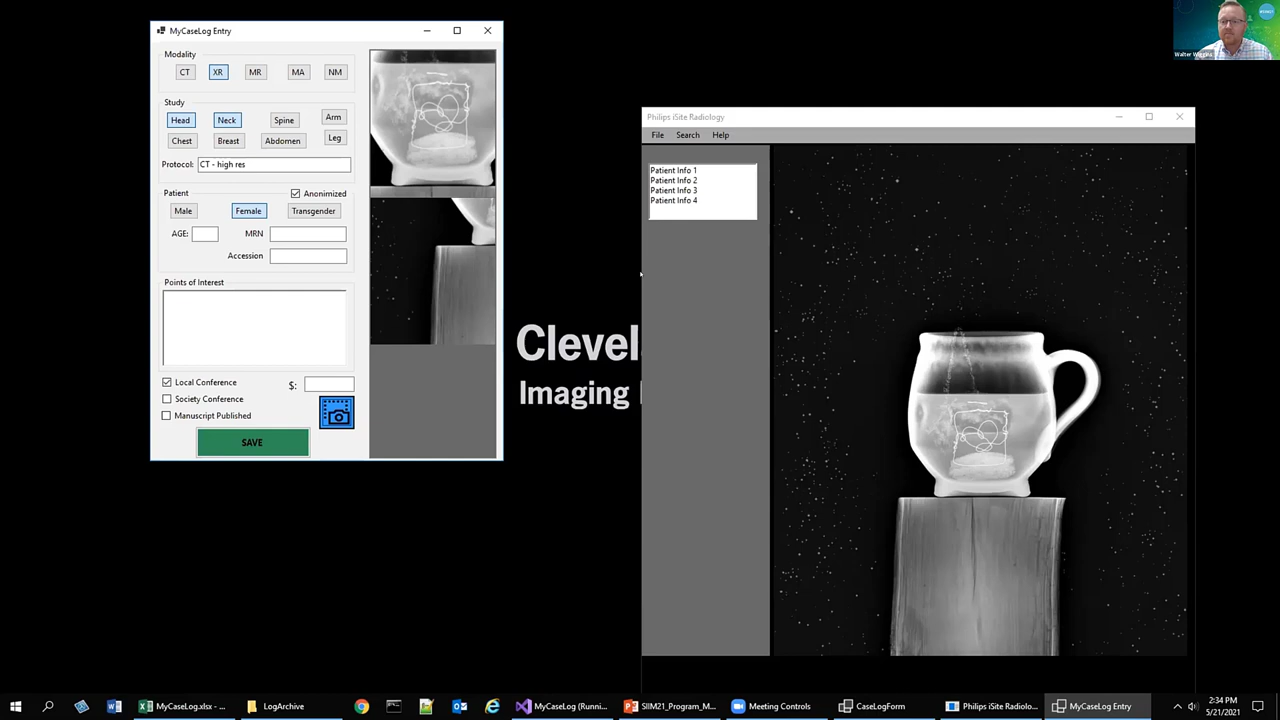 MyCaseLog Entry
Modality
CT XR MR MA NM
Study
Head Neck Spine Arm
Chest Breast Abdomen Leg
Protocol: CT - high res
Patient Anonimized
Male Female Transgender
AGE: MRN
Accession
Points of Interest
Local Conference $:
Society Conference
Manuscript Published
SAVE
Clevel
Imaging
Philips iSite Radiology
File Search Help
Patient Info 1
Patient Info 2
Patient Info 3
Patient Info 4
Walter Wiggins
MyCaseLog.xlsx - ...
LogArchive
MyCaseLog (Runni...
SIIM21_Program_M...
Meeting Controls
CaseLogForm
Philips iSite Radiolo...
MyCaseLog Entry
2:34 PM
5/21/2021